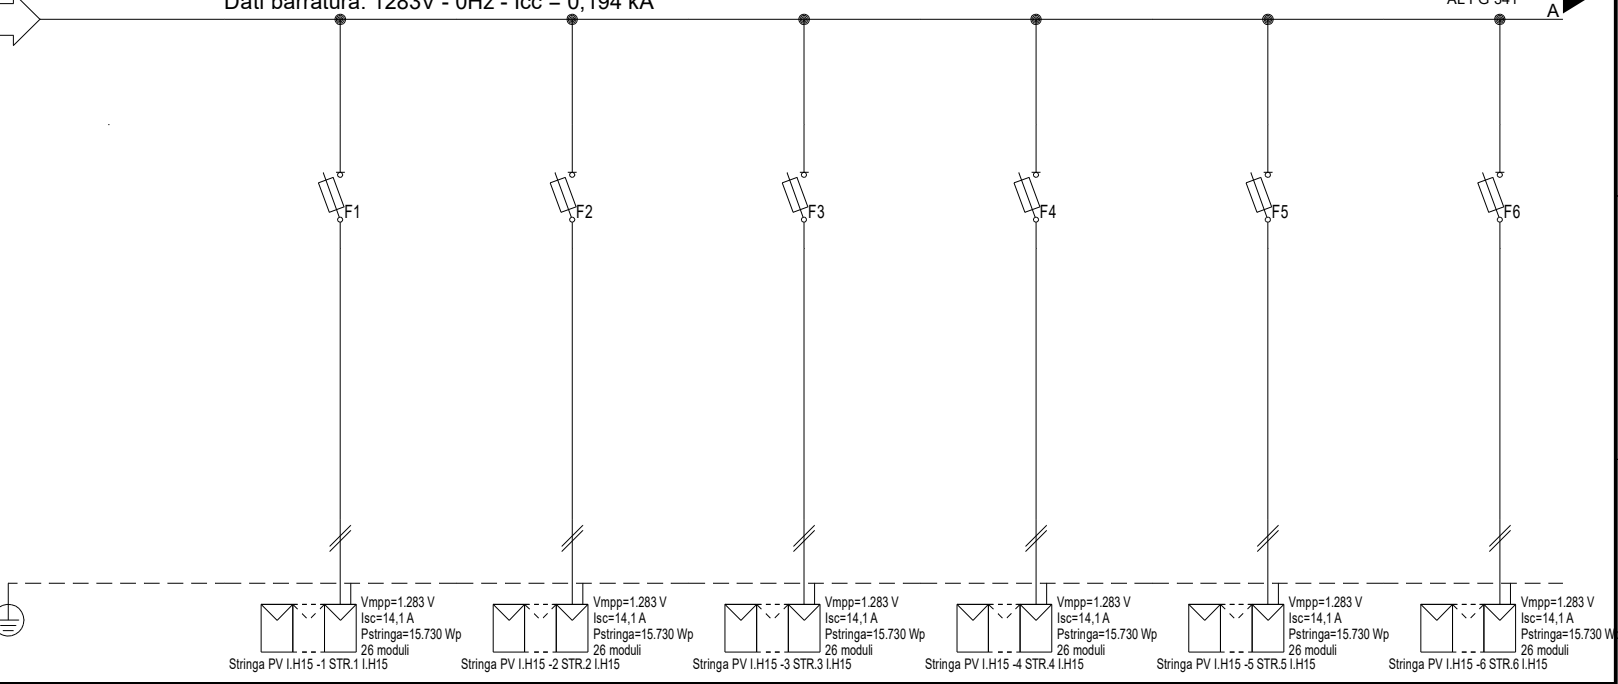 Dati barratura: 1283V - 0Hz - Icc = 0,194 kA
A
F1
F2
F3
F4
F5
F6
Vmpp=1.283 V
Isc=14,1 A
Pstringa=15.730 Wp
26 moduli
Stringa PV I.H15 -1 STR.1 I.H15
Vmpp=1.283 V
Isc=14,1 A
Pstringa=15.730 Wp
26 moduli
Stringa PV I.H15 -2 STR.2 I.H15
Vmpp=1.283 V
Isc=14,1 A
Pstringa=15.730 Wp
26 moduli
Stringa PV I.H15 -3 STR.3 I.H15
Vmpp=1.283 V
Isc=14,1 A
Pstringa=15.730 Wp
26 moduli
Stringa PV I.H15 -4 STR.4 I.H15
Vmpp=1.283 V
Isc=14,1 A
Pstringa=15.730 Wp
26 moduli
Stringa PV I.H15 -5 STR.5 I.H15
Vmpp=1.283 V
Isc=14,1 A
Pstringa=15.730 W
26 moduli
Stringa PV I.H15 -6 STR.6 I.H15